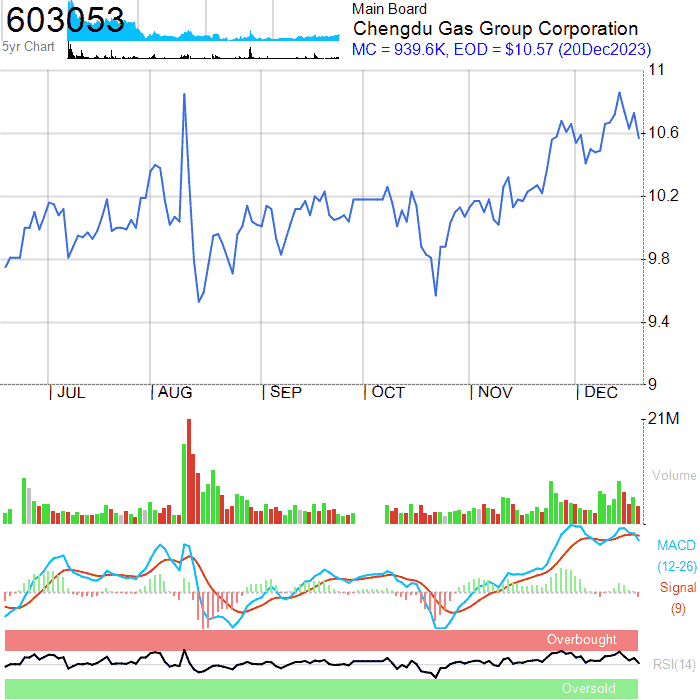 603053
5yr Chart
Main Board
Chengdu Gas Group Corporation
MC = 939.6K, EOD = $10.57 (20Dec2023)
11
10.6
10.2
9.8
9.4
9
JUL AUG SEP OCT NOV DEC
21M
Volume
MACD
(12-26)
Signal
(9)
Overbought
RSI(14)
Oversold